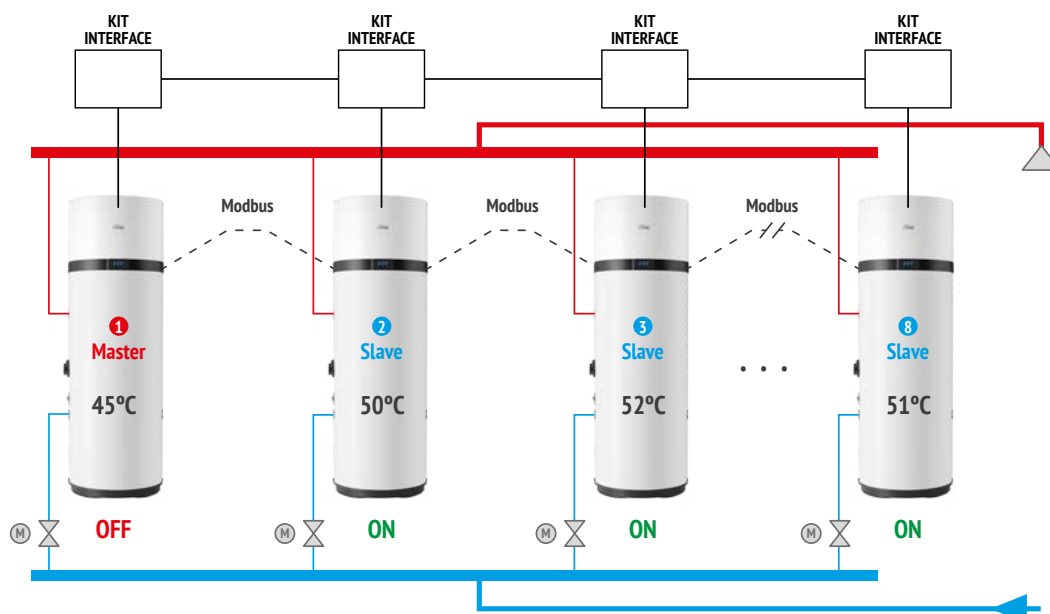 KIT
INTERFACE
KIT
INTERFACE
KIT
INTERFACE
KIT
INTERFACE
Modbus
Modbus
Modbus
1
Master
45ºC
2
Slave
50ºC
3
Slave
52ºC
. . .
8
Slave
51ºC
M
OFF
M
ON
M
ON
M
ON